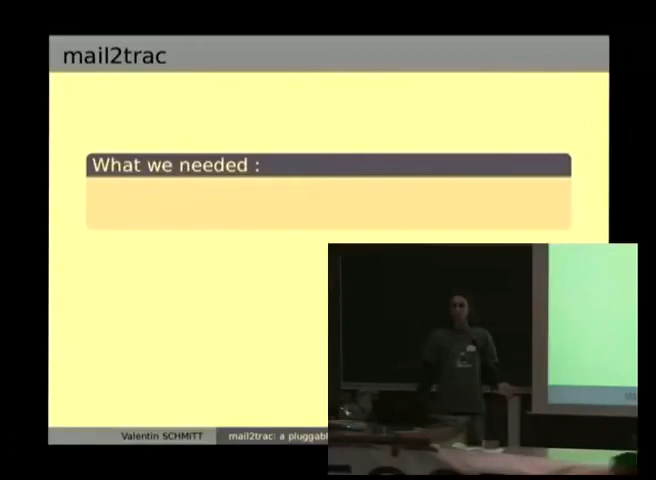 mail2trac
What we needed :
Valentin SCHMITT
mail2trac: a pluggabl